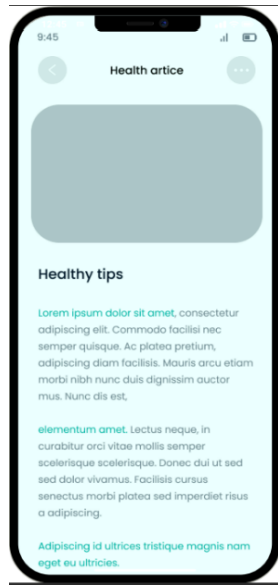 9:45
Health artice
Healthy tips
Lorem ipsum dolor sit amet, consectetur
adipiscing elit. Commodo facilisi nec
semper quisque. Ac platea pretium,
adipiscing diam facilisis. Mauris arcu etiam
morbi nibh nunc duis dignissim auctor
mus. Nunc dis est,
elementum amet. Lectus neque, in
curabitur orci vitae mollis semper
scelerisque scelerisque. Donec dui ut sed
sed dolor vivamus. Facilisis cursus
senectus morbi platea sed imperdiet risus
a adipiscing.
Adipiscing id ultrices tristique magnis nam
eget eu ultricies.